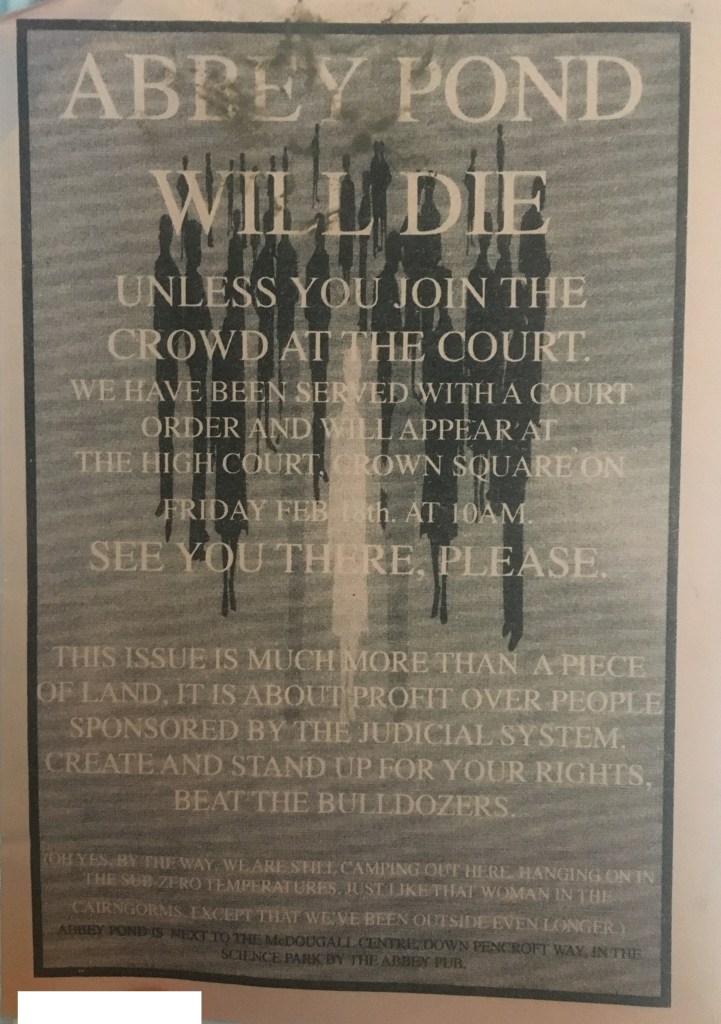 ABBEY POND
WILL DIE
UNLESS YOU JOIN THE
CROWD AT THE COURT.
WE HAVE BEEN SERVED WITH A COURT
ORDER AND WILL APPEAR AT
THE HIGH COURT, CROWN SQUARE ON
FRIDAY FEB 18th. AT 10AM.
SEE YOU THERE, PLEASE.
THIS ISSUE IS MUCH MORE THAN A PIECE
OF LAND, IT IS ABOUT PROFIT OVER PEOPLE
SPONSORED BY THE JUDICIAL SYSTEM.
CREATE AND STAND UP FOR YOUR RIGHTS,
BEAT THE BULLDOZERS.
(OH YES, BY THE WAY, WE ARE STILL CAMPING OUT HERE, HANGING ON IN
THE SUB-ZERO TEMPERATURES, JUST LIKE THAT WOMAN IN THE
CAIRNGORMS, EXCEPT THAT WE'VE BEEN OUTSIDE EVEN LONGER.)
ABBEY POND IS NEXT TO THE McDOUGALL CENTRE, DOWN PENCROFT WAY, IN THE
SCIENCE PARK BY THE ABBEY PUB.